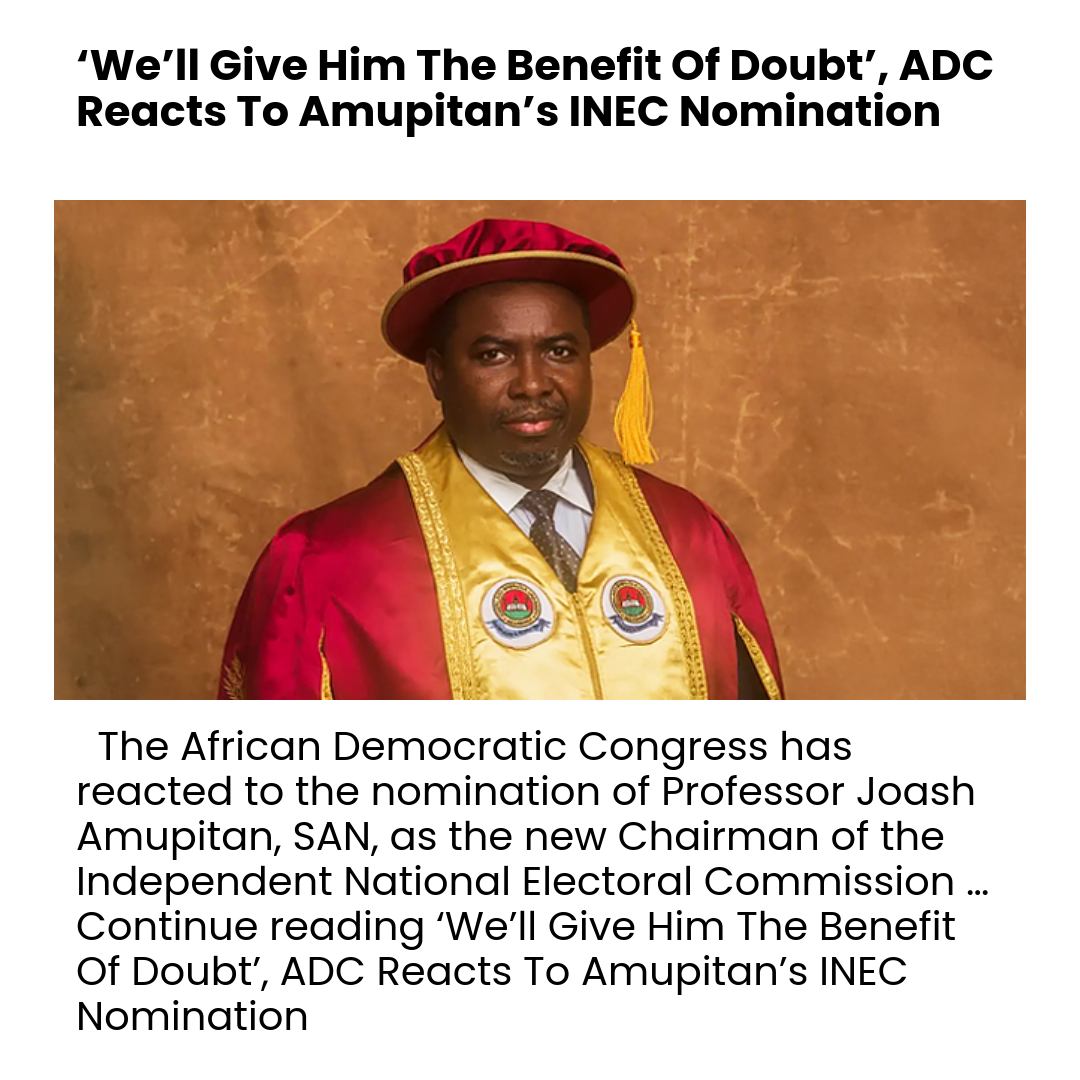 ‘We’ll Give Him The Benefit Of Doubt’, ADC
Reacts To Amupitan’s INEC Nomination
The African Democratic Congress has
reacted to the nomination of Professor Joash
Amupitan, SAN, as the new Chairman of the
Independent National Electoral Commission ...
Continue reading ‘We’ll Give Him The Benefit
Of Doubt’, ADC Reacts To Amupitan’s INEC
Nomination